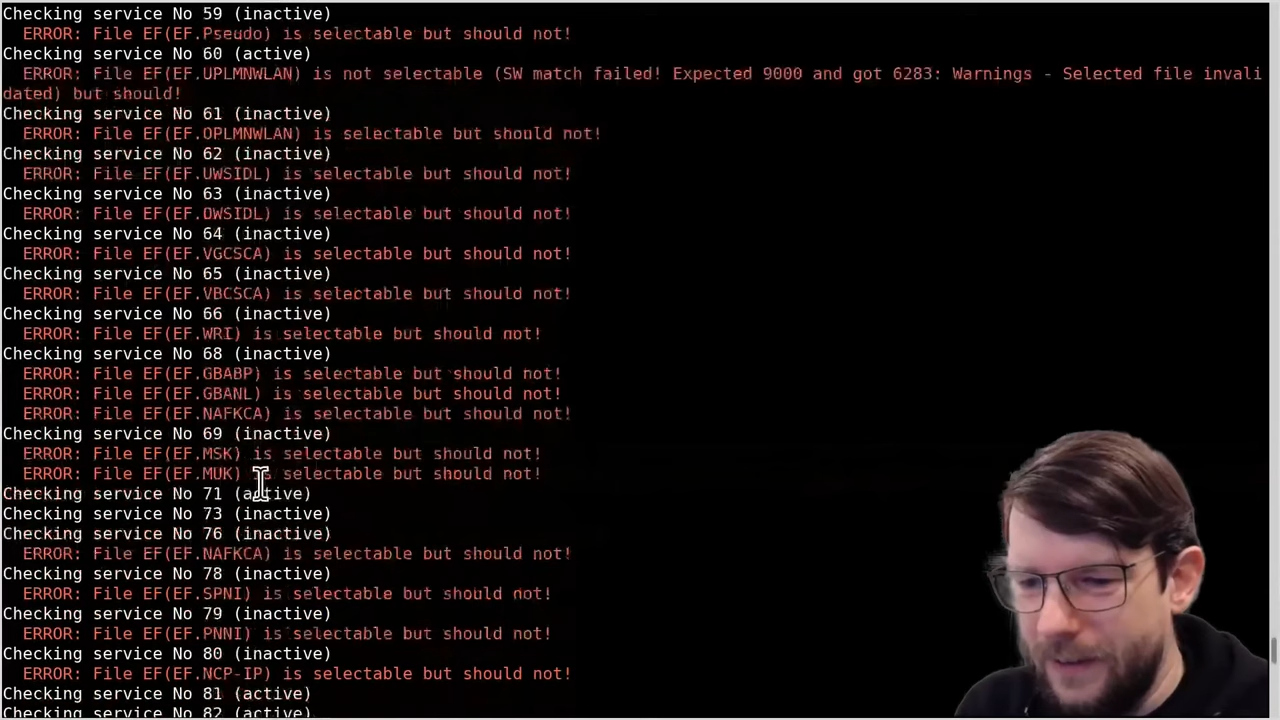 Checking service No 59 (inactive)
ERROR: File EF(EF.Pseudo) is selectable but should not!
Checking service No 60 (active)
ERROR: File EF(EF.UPLMNWLAN) is not selectable (SW match failed! Expected 9000 and got 6283: Warnings - Selected file invali
dated) but should!
Checking service No 61 (inactive)
ERROR: File EF(EF.OPLMNWLAN) is selectable but should not!
Checking service No 62 (inactive)
ERROR: File EF(EF.UWSIDL) is selectable but should not!
Checking service No 63 (inactive)
ERROR: File EF(EF.OWSIDL) is selectable but should not!
Checking service No 64 (inactive)
ERROR: File EF(EF.VGCSCA) is selectable but should not!
Checking service No 65 (inactive)
ERROR: File EF(EF.VBCSCA) is selectable but should not!
Checking service No 66 (inactive)
ERROR: File EF(EF.WRI) is selectable but should not!
Checking service No 68 (inactive)
ERROR: File EF(EF.GBABP) is selectable but should not!
ERROR: File EF(EF.GBANL) is selectable but should not!
ERROR: File EF(EF.NAFKCA) is selectable but should not!
Checking service No 69 (inactive)
ERROR: File EF(EF.MSK) is selectable but should not!
ERROR: File EF(EF.MUK) is selectable but should not!
Checking service No 71 (active)
Checking service No 73 (inactive)
Checking service No 76 (inactive)
ERROR: File EF(EF.NAFKCA) is selectable but should not!
Checking service No 78 (inactive)
ERROR: File EF(EF.SPNI) is selectable but should not!
Checking service No 79 (inactive)
ERROR: File EF(EF.PNNI) is selectable but should not!
Checking service No 80 (inactive)
ERROR: File EF(EF.NCP-IP) is selectable but should not!
Checking service No 81 (active)
Checking service No 82 (active)